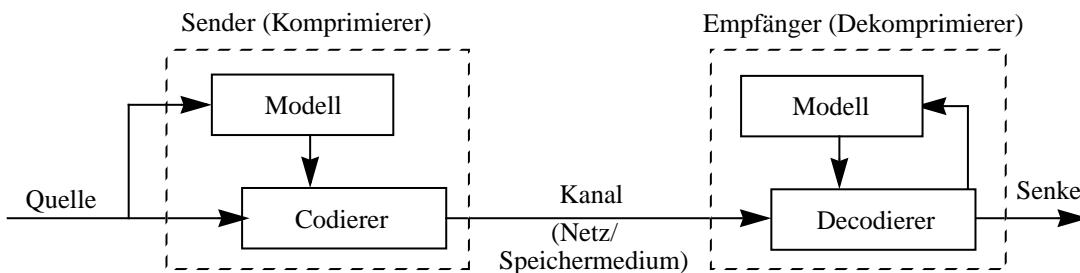 Sender (Komprimierer)
Empfänger (Dekomprimierer)
Modell
Modell
Quelle
Codierer
Kanal
(Netz/
Speichermedium)
Decodierer
Senke